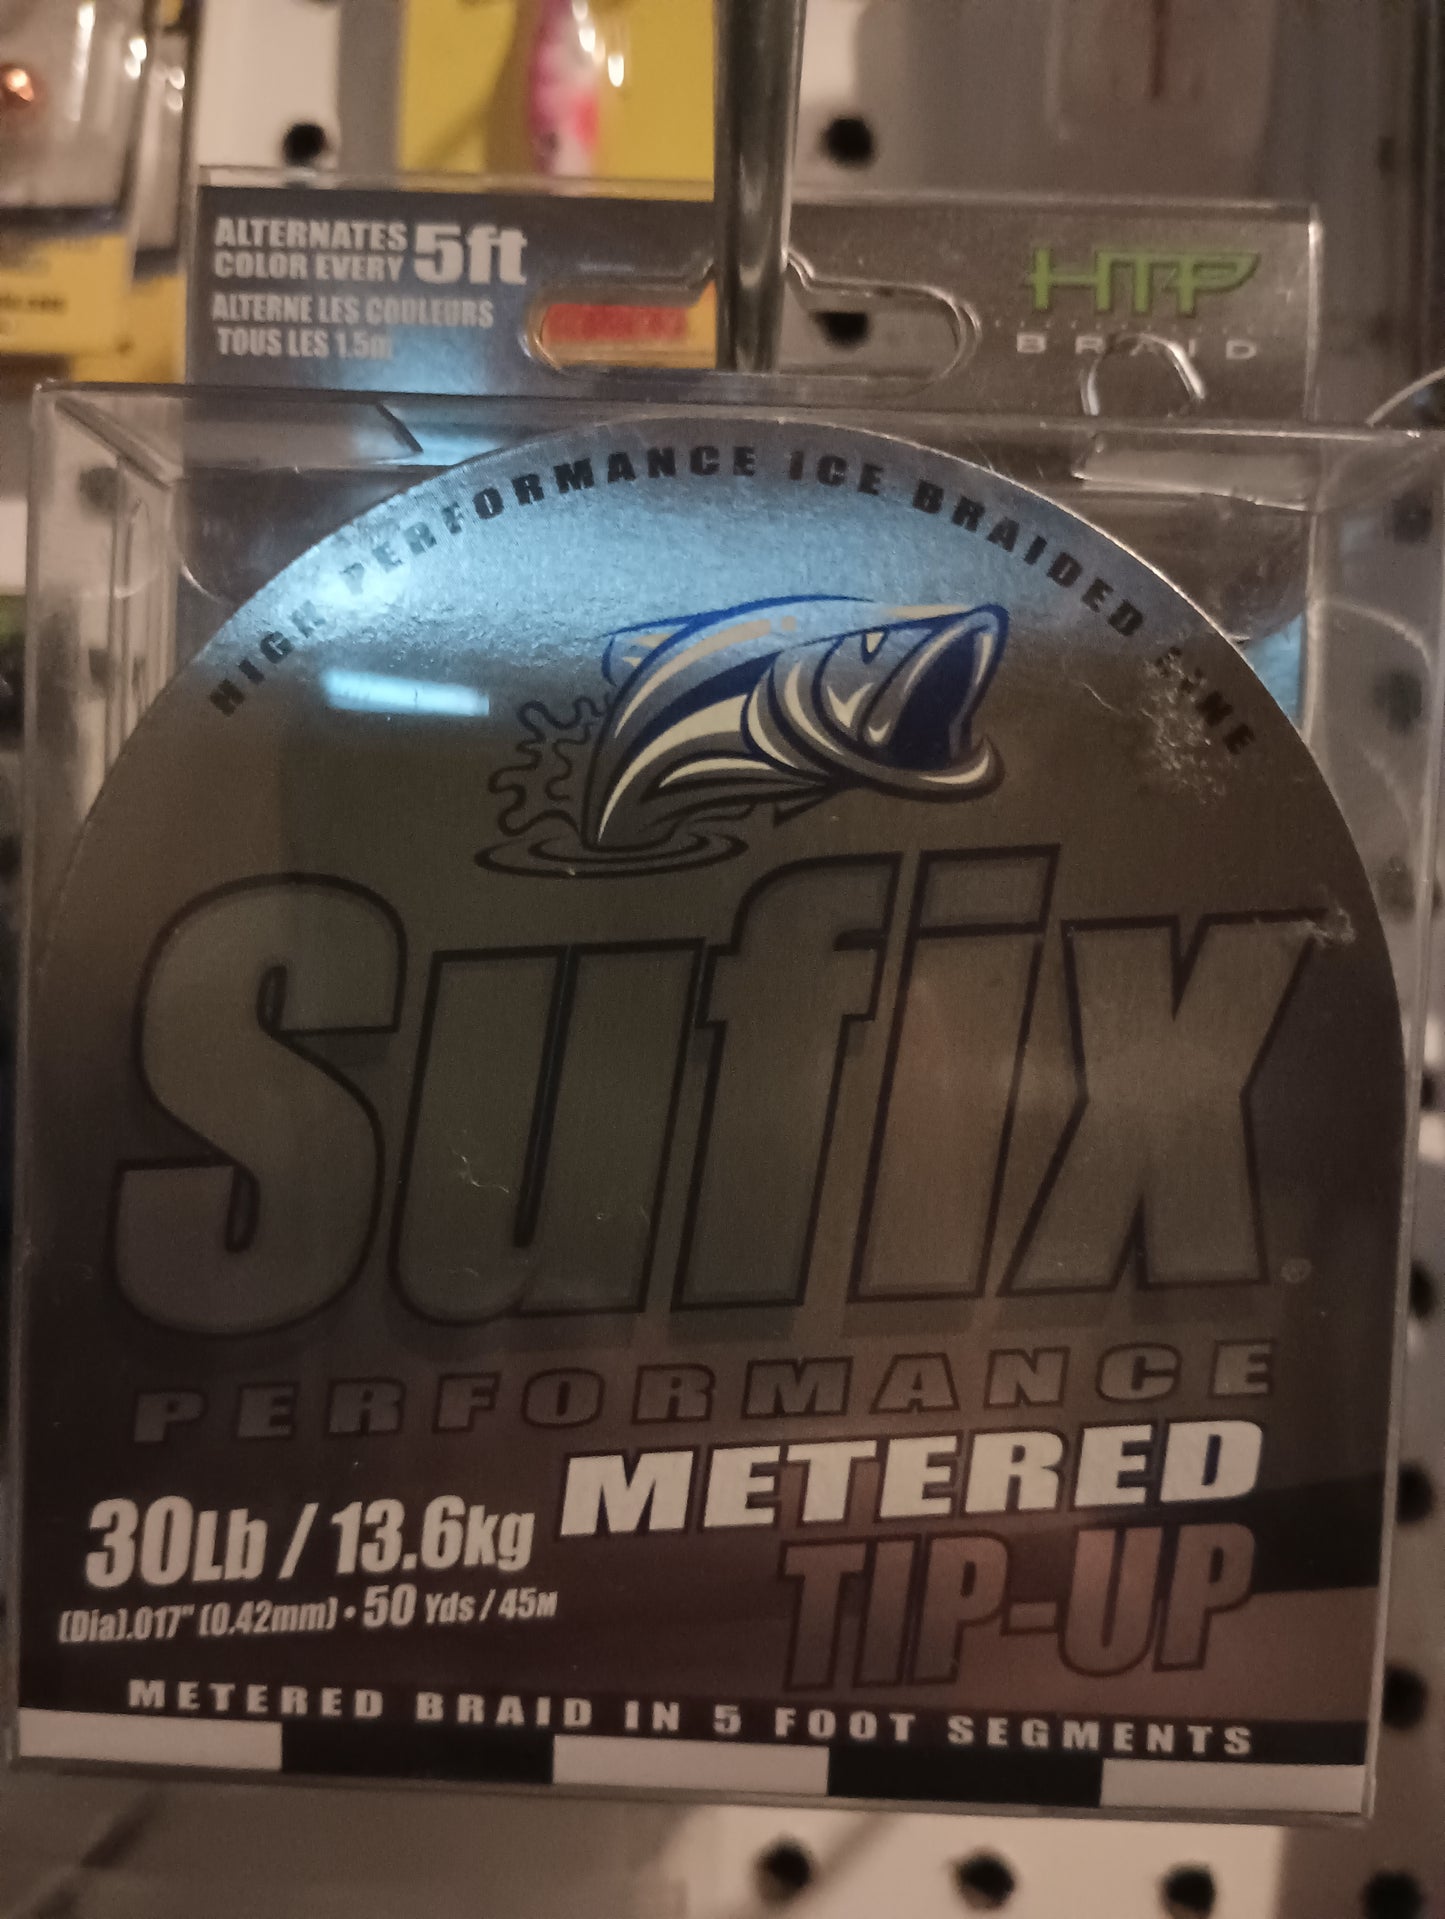 ALTERNATES
COLOR EVERY 5ft
ALTERNE LES COULEURS
TOUS LES 1.5m
HTP
BRAID
HIGH PERFORMANCE ICE BRAIDED LINE
Sufix®
PERFORMANCE
METERED
TIP-UP
30Lb / 13.6kg
(Dia).017" (0.42mm) • 50 Yds / 45M
METERED BRAID IN 5 FOOT SEGMENTS